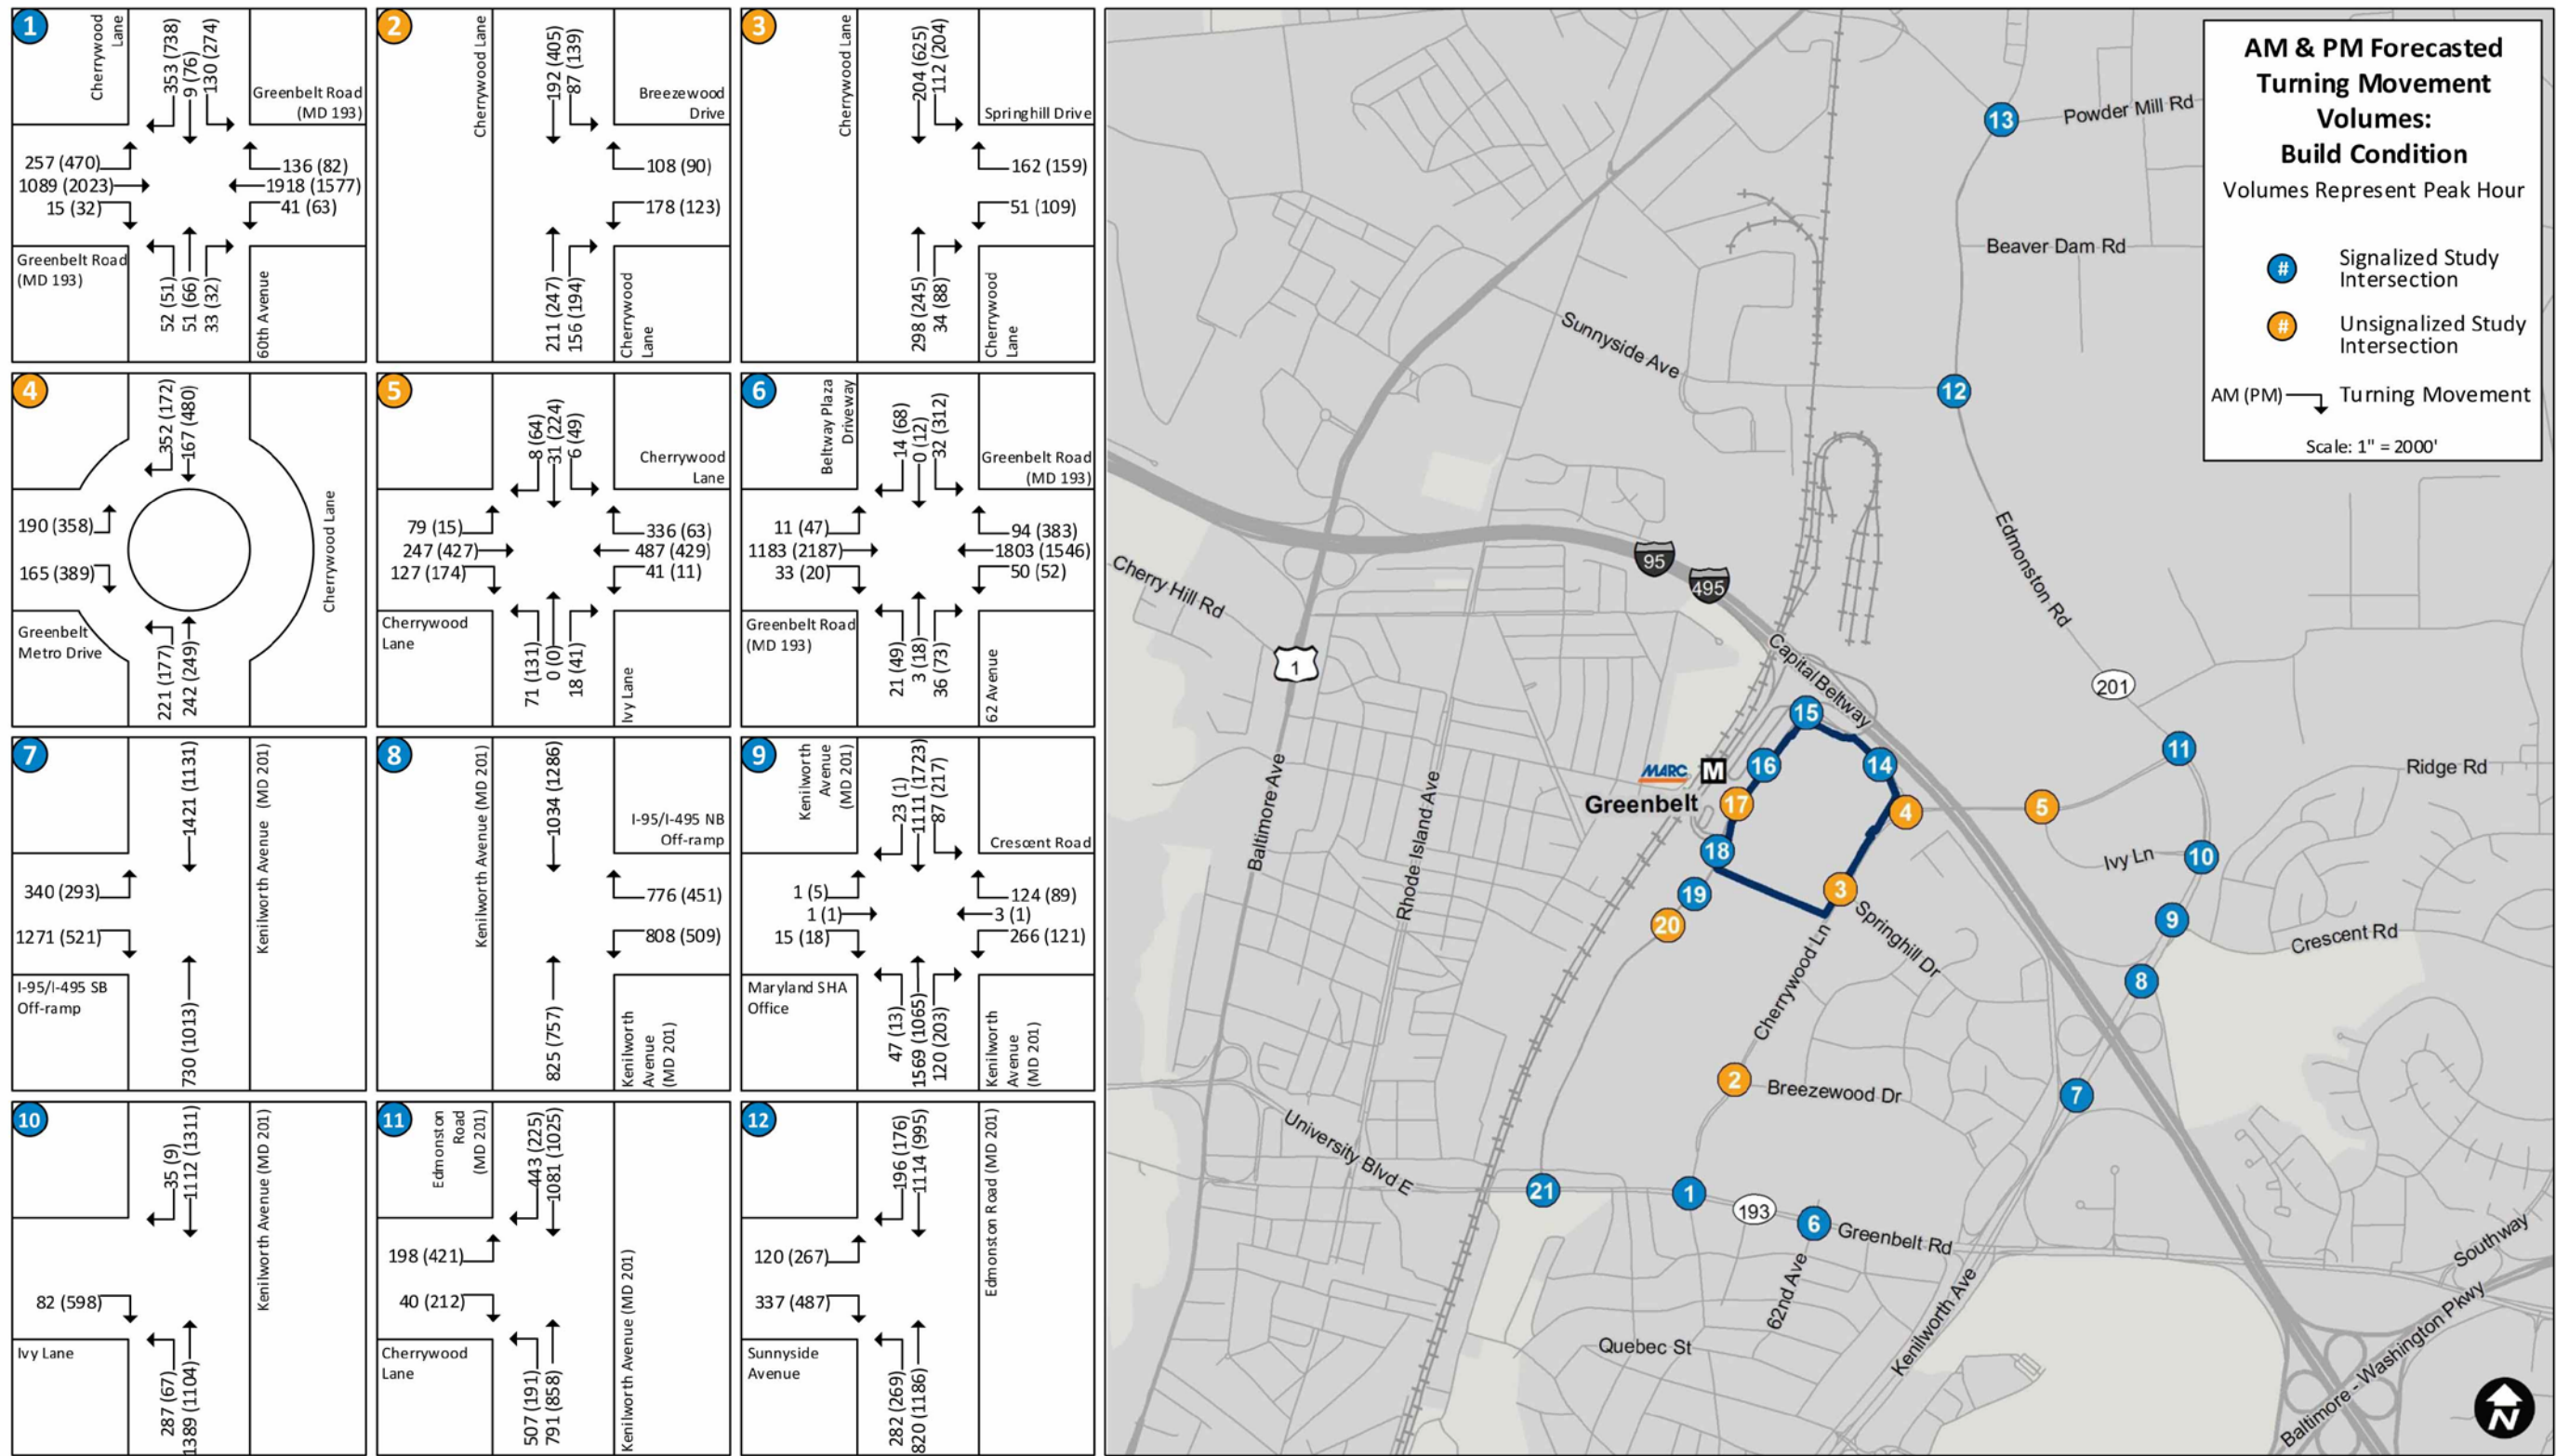 1
Cherrywood
Lane
353 (738)
9 (76)
130 (274)
Greenbelt Road
(MD 193)
257 (470)
1089 (2023)
15 (32)
136 (82)
1918 (1577)
41 (63)
Greenbelt Road
(MD 193)
52 (51)
51 (66)
33 (32)
60th Avenue
2
Cherrywood Lane
192 (405)
87 (139)
Breezewood
Drive
108 (90)
178 (123)
211 (247)
156 (194)
Cherrywood
Lane
3
Cherrywood Lane
204 (625)
112 (204)
Springhill Drive
162 (159)
51 (109)
298 (245)
34 (88)
Cherrywood
Lane
4
352 (172)
167 (480)
190 (358)
165 (389)
Cherrywood Lane
Greenbelt
Metro Drive
221 (177)
242 (249)
5
8 (64)
31 (224)
6 (49)
Cherrywood
Lane
79 (15)
247 (427)
127 (174)
336 (63)
487 (429)
41 (11)
Cherrywood
Lane
71 (131)
0 (0)
18 (41)
Ivy Lane
6
Beltway Plaza
Driveway
14 (68)
0 (12)
32 (312)
Greenbelt Road
(MD 193)
11 (47)
1183 (2187)
33 (20)
94 (383)
1803 (1546)
50 (52)
Greenbelt Road
(MD 193)
21 (49)
3 (18)
36 (73)
62 Avenue
7
1421 (1131)
Kenilworth Avenue (MD 201)
340 (293)
1271 (521)
I-95/I-495 SB
Off-ramp
730 (1013)
8
Kenilworth Avenue (MD 201)
1034 (1286)
I-95/I-495 NB
Off-ramp
776 (451)
808 (509)
825 (757)
Kenilworth
Avenue
(MD 201)
9
Kenilworth
Avenue
(MD 201)
23 (1)
1111 (1723)
87 (217)
Crescent Road
1 (5)
1 (1)
15 (18)
124 (89)
3 (1)
266 (121)
Maryland SHA
Office
47 (13)
1569 (1065)
120 (203)
Kenilworth
Avenue
(MD 201)
10
35 (9)
1112 (1311)
Kenilworth Avenue (MD 201)
82 (598)
Ivy Lane
287 (67)
1389 (1104)
11
Edmonston
Road
(MD 201)
443 (225)
1081 (1025)
198 (421)
40 (212)
Cherrywood
Lane
507 (191)
791 (858)
Kenilworth Avenue (MD 201)
12
196 (176)
1114 (995)
Edmonston Road (MD 201)
120 (267)
337 (487)
Sunnyside
Avenue
282 (269)
820 (1186)
AM & PM Forecasted
Turning Movement
Volumes:
Build Condition
Volumes Represent Peak Hour
#
Signalized Study
Intersection
#
Unsignalized Study
Intersection
AM (PM)
Turning Movement
Scale: 1" = 2000'
13
Powder Mill Rd
Beaver Dam Rd
Sunnyside Ave
12
Edmonston Rd
95
495
Cherry Hill Rd
1
Capital Beltway
201
15
11
Ridge Rd
MARC
M
16
14
Greenbelt
17
4
5
Baltimore Ave
Rhode Island Ave
18
Ivy Ln
10
19
3
20
Springhill Dr
9
Crescent Rd
Cherrywood Ln
8
2
Breezewood Dr
7
University Blvd E
21
1
193
6
Greenbelt Rd
62nd Ave
Kenilworth Ave
Quebec St
Southway
Baltimore - Washington Pkwy
N